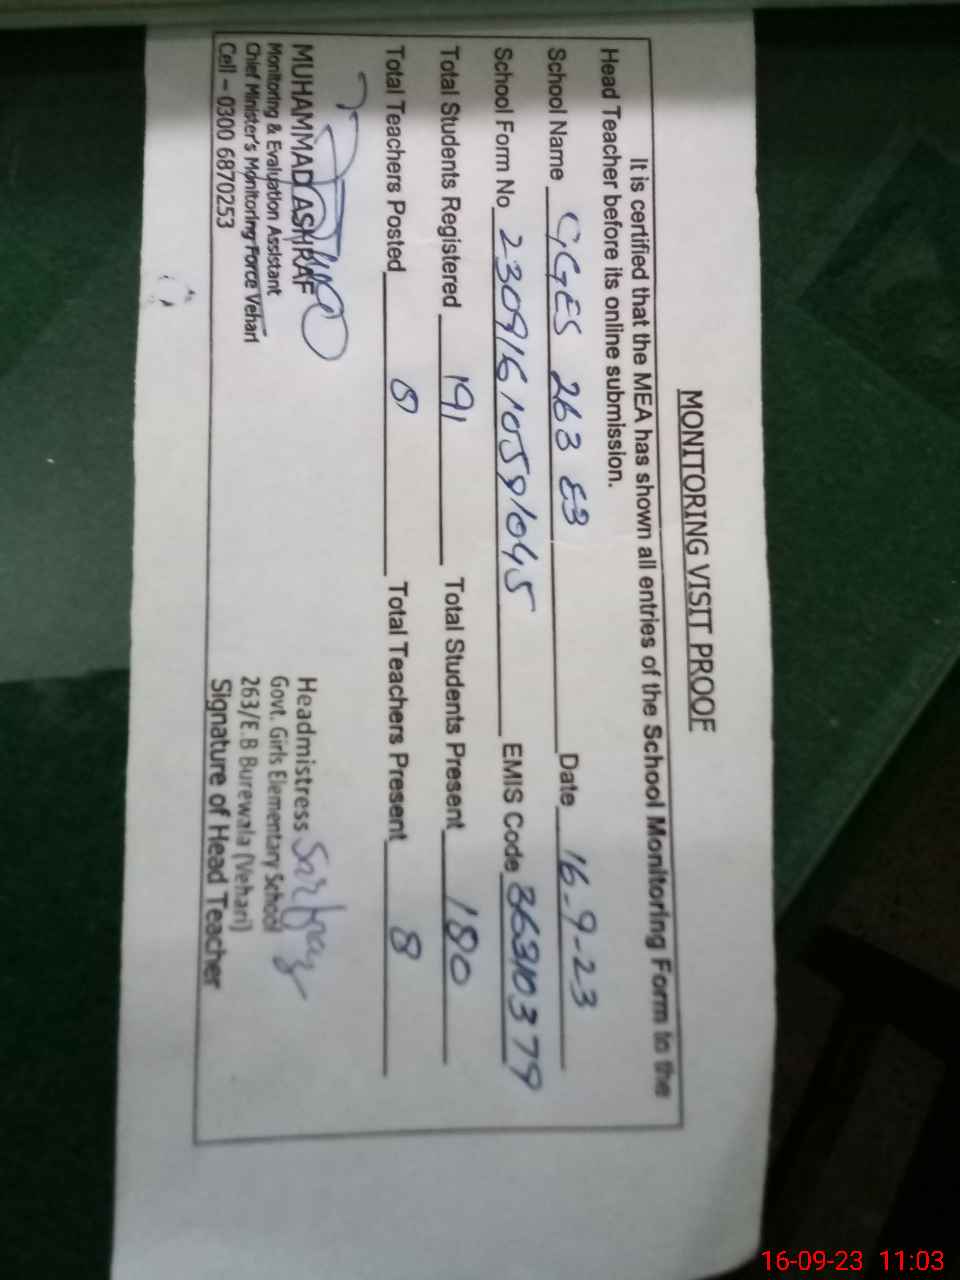 MONITORING VISIT PROOF
It is certified that the MEA has shown all entries of the School Monitoring Form to the
Head Teacher before its online submission.
School Name GGES 263 EB Date 16-9-23
School Form No 23091610591045 EMIS Code 36310379
Total Students Registered 191 Total Students Present 180
Total Teachers Posted 8 Total Teachers Present 8
MUHAMMAD ASHRAF
Monitoring & Evaluation Assistant
Chief Minister's Monitoring Force Vehari
Cell – 0300 6870253
Headmistress
Govt. Girls Elementary School
263/E.B Burewala (Vehari)
Signature of Head Teacher
16-09-23 11:03